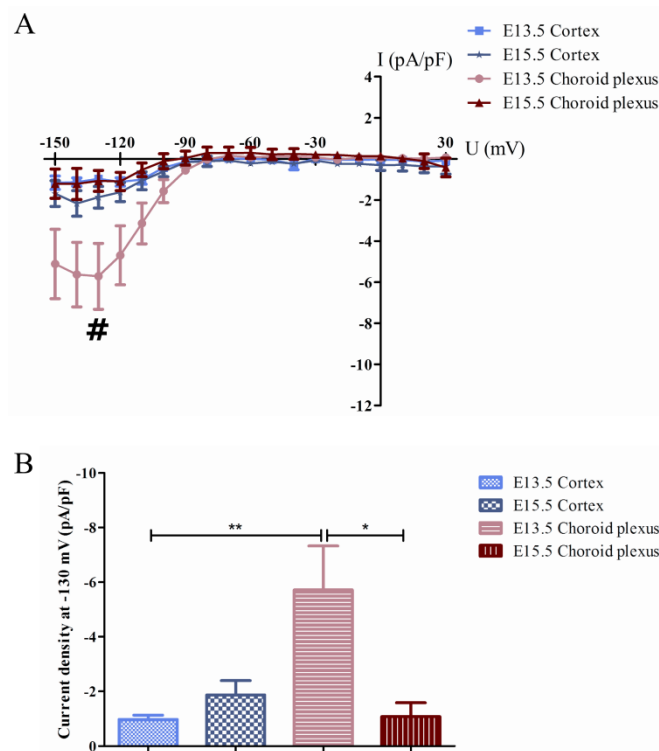 A
E13.5 Cortex
E15.5 Cortex
E13.5 Choroid plexus
E15.5 Choroid plexus
I (pA/pF)
U (mV)
-150 -120 -90 -60 -30 30
4
2
-2
-4
-6
-8
-10
-12
#
B
Current density at -130 mV (pA/pF)
-10
-8
-6
-4
-2
0
** *
E13.5 Cortex
E15.5 Cortex
E13.5 Choroid plexus
E15.5 Choroid plexus